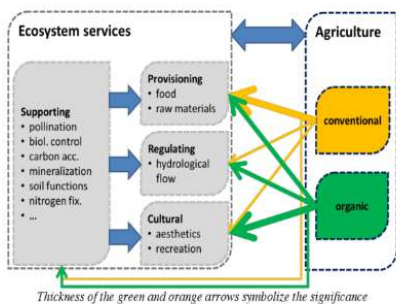 Ecosystem services
Agriculture
Supporting
• pollination
• biol. control
• carbon acc.
• mineralization
• soil functions
• nitrogen fix.
• ...
Provisioning
• food
• raw materials
Regulating
• hydrological
flow
Cultural
• aesthetics
• recreation
conventional
organic
Thickness of the green and orange arrows symbolize the significance